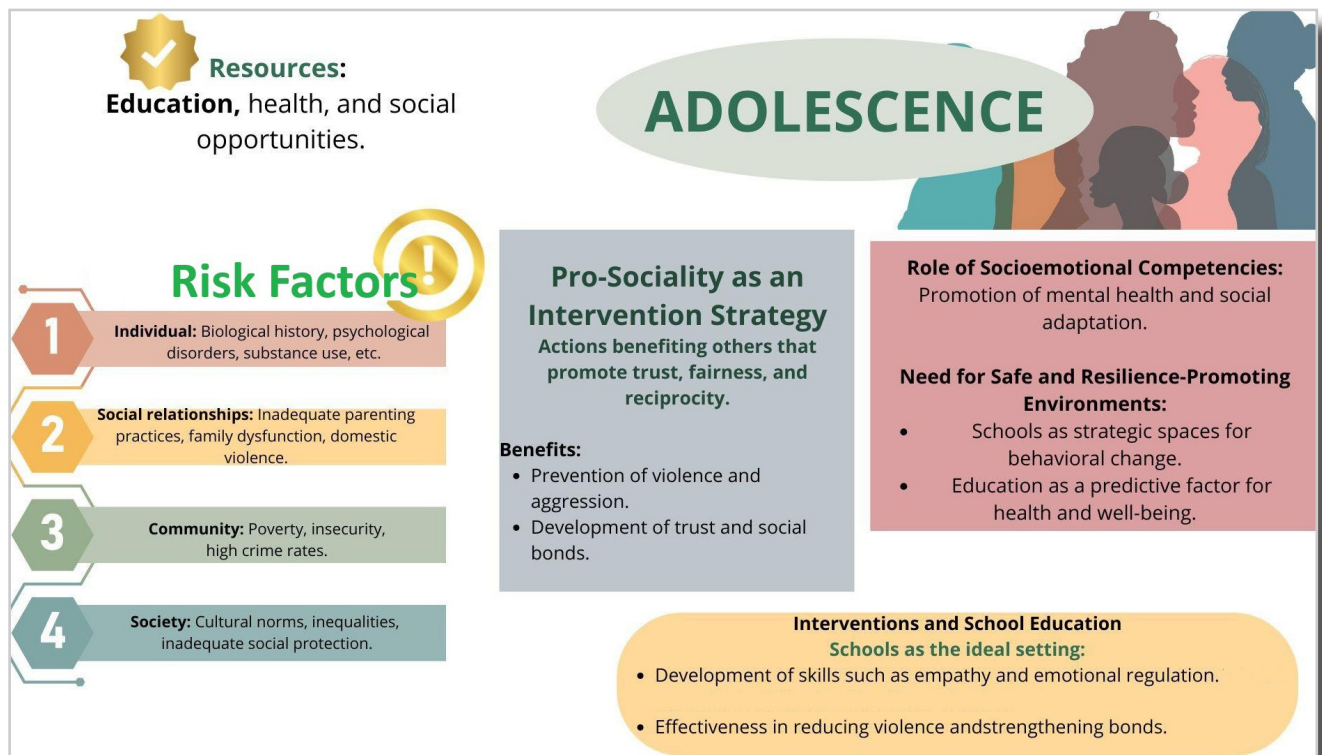 Resources:
Education, health, and social
opportunities.
ADOLESCENCE
Risk Factors
!
1
Individual: Biological history, psychological
disorders, substance use, etc.
2
Social relationships: Inadequate parenting
practices, family dysfunction, domestic
violence.
3
Community: Poverty, insecurity,
high crime rates.
4
Society: Cultural norms, inequalities,
inadequate social protection.
Pro-Sociality as an
Intervention Strategy
Actions benefiting others that
promote trust, fairness, and
reciprocity.
Benefits:
• Prevention of violence and
aggression.
• Development of trust and social
bonds.
Role of Socioemotional Competencies:
Promotion of mental health and social
adaptation.
Need for Safe and Resilience-Promoting
Environments:
• Schools as strategic spaces for
behavioral change.
• Education as a predictive factor for
health and well-being.
Interventions and School Education
Schools as the ideal setting:
• Development of skills such as empathy and emotional regulation.
• Effectiveness in reducing violence andstrengthening bonds.